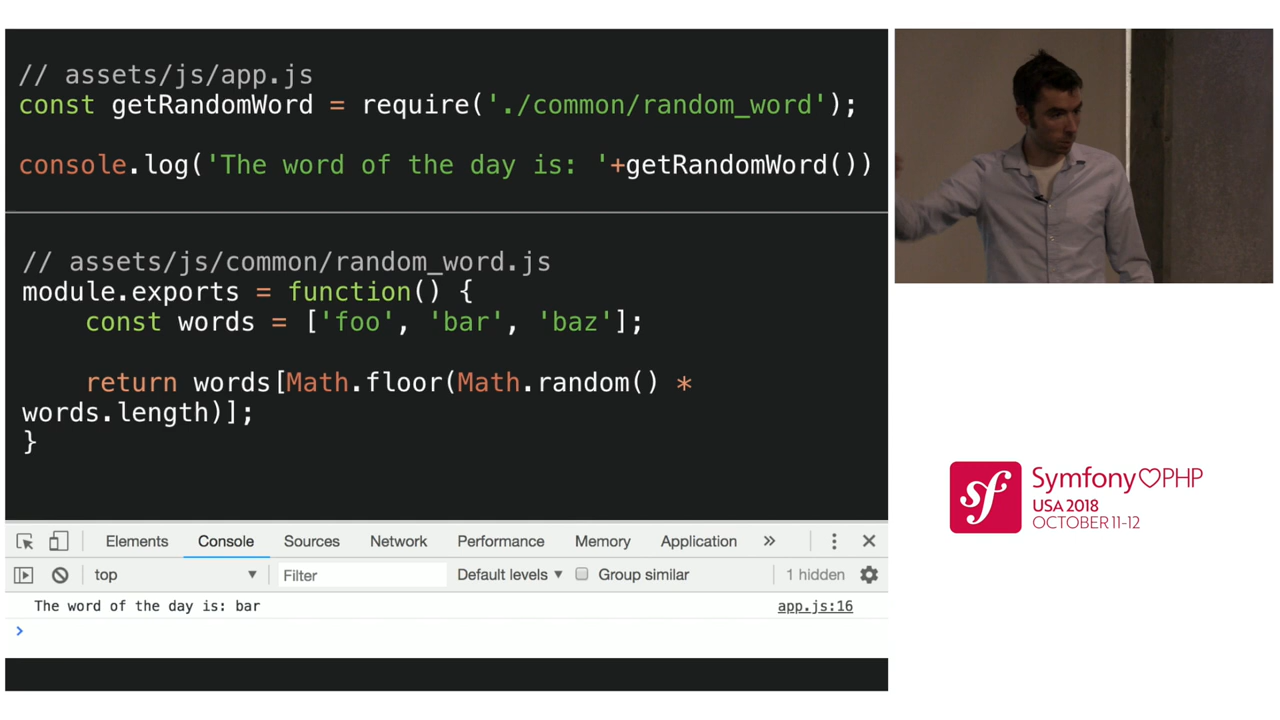 // assets/js/app.js
const getRandomWord = require('./common/random_word');
console.log('The word of the day is: '+getRandomWord())
// assets/js/common/random_word.js
module.exports = function() {
    const words = ['foo', 'bar', 'baz'];
    return words[Math.floor(Math.random() *
words.length)];
}
Elements Console Sources Network Performance Memory Application »
top Filter Default levels Group similar 1 hidden
The word of the day is: bar app.js:16
>
sf Symfony♡PHP
USA 2018
OCTOBER 11-12